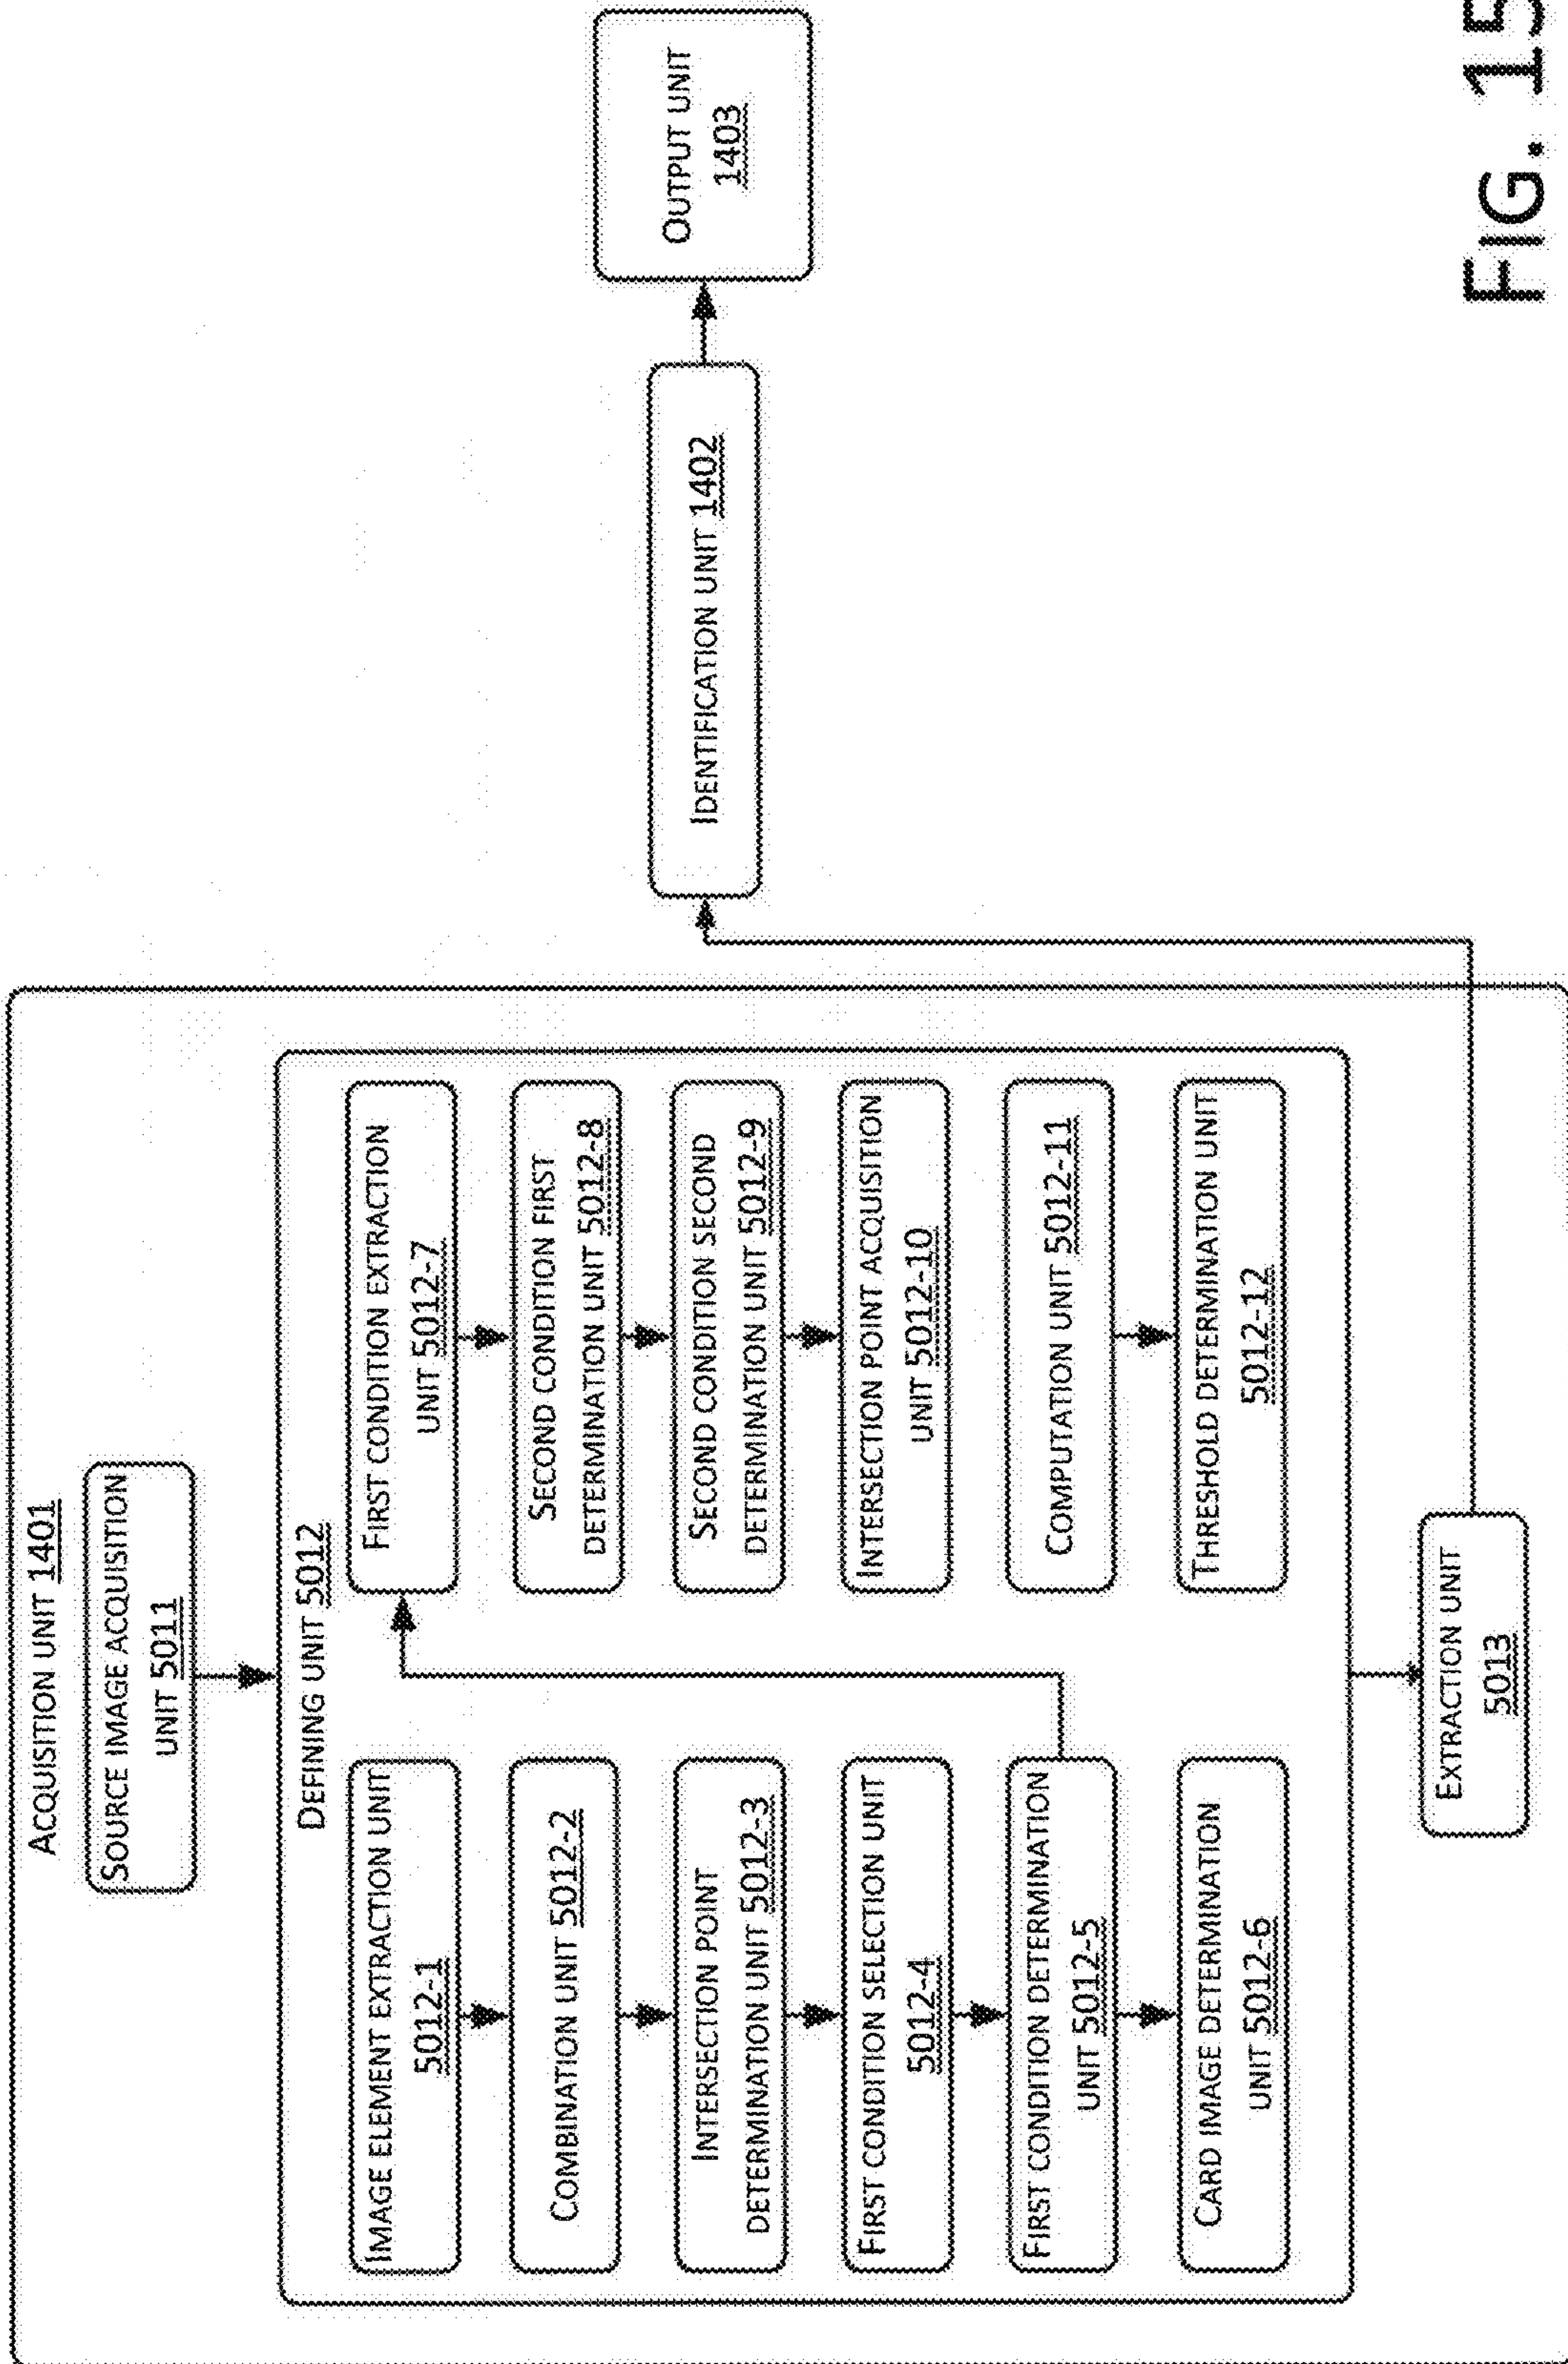 ACQUISITION UNIT 1401
SOURCE IMAGE ACQUISITION
UNIT 5011
DEFINING UNIT 5012
IMAGE ELEMENT EXTRACTION UNIT
5012-1
COMBINATION UNIT 5012-2
INTERSECTION POINT
DETERMINATION UNIT 5012-3
FIRST CONDITION SELECTION UNIT
5012-4
FIRST CONDITION DETERMINATION
UNIT 5012-5
CARD IMAGE DETERMINATION
UNIT 5012-6
FIRST CONDITION EXTRACTION
UNIT 5012-7
SECOND CONDITION FIRST
DETERMINATION UNIT 5012-8
SECOND CONDITION SECOND
DETERMINATION UNIT 5012-9
INTERSECTION POINT ACQUISITION
UNIT 5012-10
COMPUTATION UNIT 5012-11
THRESHOLD DETERMINATION UNIT
5012-12
EXTRACTION UNIT
5013
IDENTIFICATION UNIT 1402
OUTPUT UNIT
1403
FIG. 15